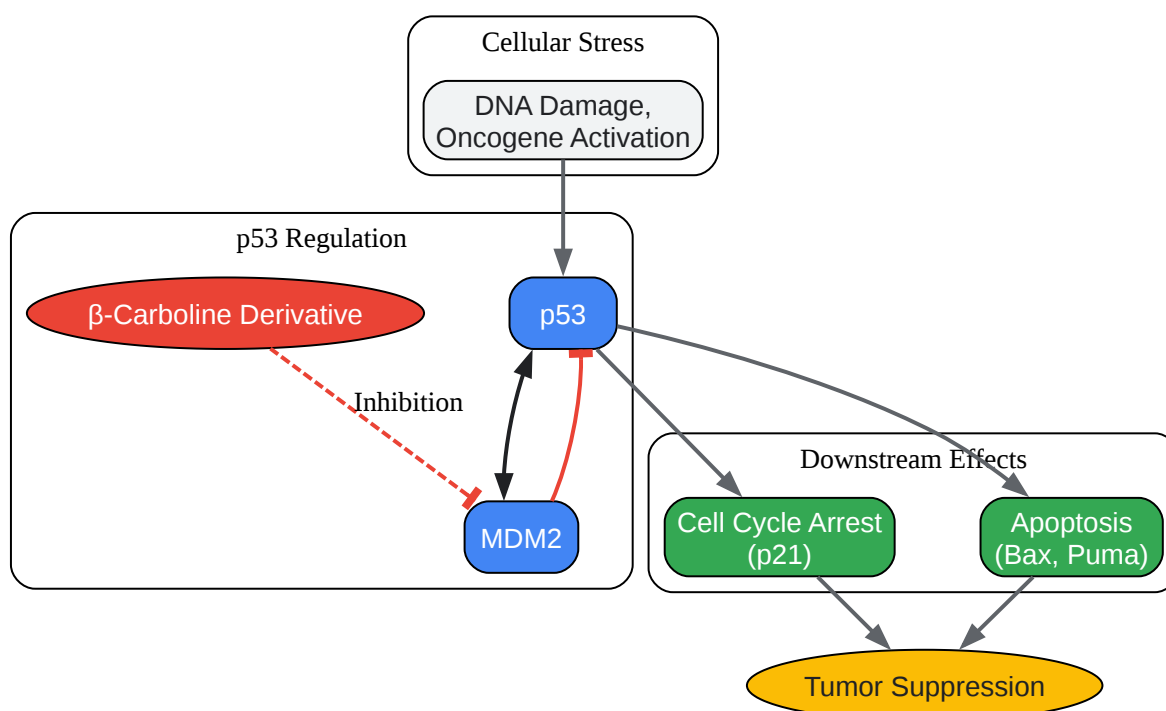 Cellular Stress
DNA Damage,
Oncogene Activation
p53 Regulation
β-Carboline Derivative
p53
Inhibition
MDM2
Downstream Effects
Cell Cycle Arrest
(p21)
Apoptosis
(Bax, Puma)
Tumor Suppression